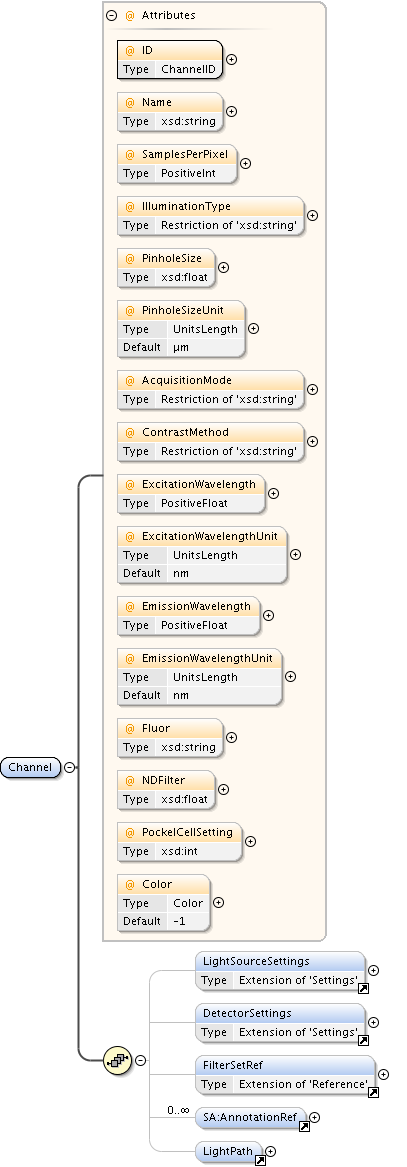 @ Attributes
@ ID
Type ChannelID
@ Name
Type xsd:string
@ SamplesPerPixel
Type PositiveInt
@ IlluminationType
Type Restriction of 'xsd:string'
@ PinholeSize
Type xsd:float
@ PinholeSizeUnit
Type UnitsLength
Default µm
@ AcquisitionMode
Type Restriction of 'xsd:string'
@ ContrastMethod
Type Restriction of 'xsd:string'
@ ExcitationWavelength
Type PositiveFloat
@ ExcitationWavelengthUnit
Type UnitsLength
Default nm
@ EmissionWavelength
Type PositiveFloat
@ EmissionWavelengthUnit
Type UnitsLength
Default nm
@ Fluor
Type xsd:string
@ NDFilter
Type xsd:float
@ PockelCellSetting
Type xsd:int
@ Color
Type Color
Default -1
Channel
LightSourceSettings
Type Extension of 'Settings'
DetectorSettings
Type Extension of 'Settings'
FilterSetRef
Type Extension of 'Reference'
0..∞ SA:AnnotationRef
LightPath